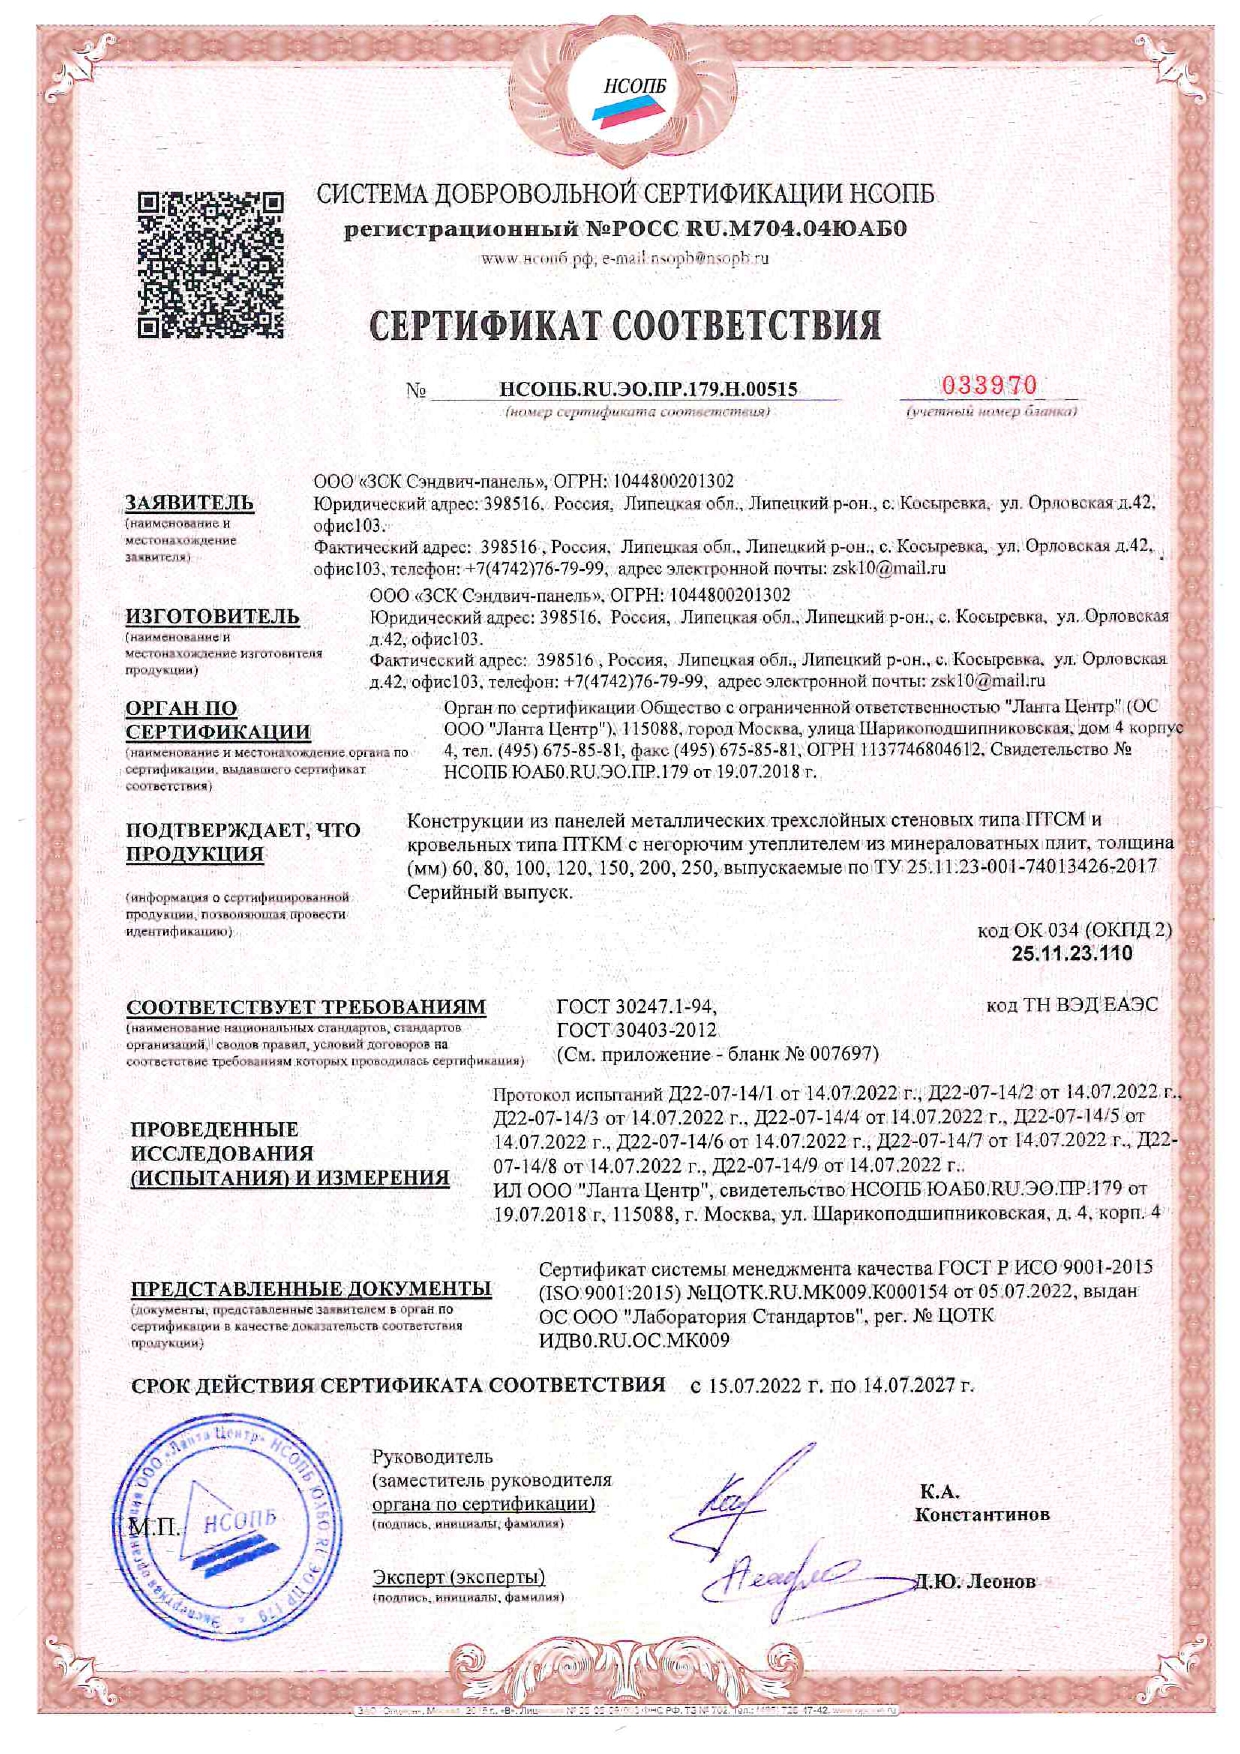 НСОПБ
СИСТЕМА ДОБРОВОЛЬНОЙ СЕРТИФИКАЦИИ НСОПБ
регистрационный №РОСС RU.М704.04ЮАБ0
www.нсопб.рф, e-mail:nsopb@nsopb.ru
СЕРТИФИКАТ СООТВЕТСТВИЯ
№ НСОПБ.RU.ЭО.ПР.179.Н.00515 033970
(номер сертификата соответствия) (учетный номер бланка)
ЗАЯВИТЕЛЬ
(наименование и
местонахождение
заявителя)
ООО «ЗСК Сэндвич-панель», ОГРН: 1044800201302
Юридический адрес: 398516, Россия, Липецкая обл., Липецкий р-он., с. Косыревка, ул. Орловская д.42,
офис103.
Фактический адрес: 398516 , Россия, Липецкая обл., Липецкий р-он., с. Косыревка, ул. Орловская д.42,
офис103, телефон: +7(4742)76-79-99, адрес электронной почты: zsk10@mail.ru
ИЗГОТОВИТЕЛЬ
(наименование и
местонахождение изготовителя
продукции)
ООО «ЗСК Сэндвич-панель», ОГРН: 1044800201302
Юридический адрес: 398516, Россия, Липецкая обл., Липецкий р-он., с. Косыревка, ул. Орловская
д.42, офис103.
Фактический адрес: 398516 , Россия, Липецкая обл., Липецкий р-он., с. Косыревка, ул. Орловская
д.42, офис103, телефон: +7(4742)76-79-99, адрес электронной почты: zsk10@mail.ru
ОРГАН ПО
СЕРТИФИКАЦИИ
(наименование и местонахождение органа по
сертификации, выдавшего сертификат
соответствия)
Орган по сертификации Общество с ограниченной ответственностью "Ланта Центр" (ОС
ООО "Ланта Центр"), 115088, город Москва, улица Шарикоподшипниковская, дом 4 корпус
4, тел. (495) 675-85-81, факс (495) 675-85-81, ОГРН 1137746804612, Свидетельство №
НСОПБ ЮАБ0.RU.ЭО.ПР.179 от 19.07.2018 г.
ПОДТВЕРЖДАЕТ, ЧТО
ПРОДУКЦИЯ
(информация о сертифицированной
продукции, позволяющая провести
идентификацию)
Конструкции из панелей металлических трехслойных стеновых типа ПТСМ и
кровельных типа ПТКМ с негорючим утеплителем из минераловатных плит, толщина
(мм) 60, 80, 100, 120, 150, 200, 250, выпускаемые по ТУ 25.11.23-001-74013426-2017
Серийный выпуск.
код ОК 034 (ОКПД 2)
25.11.23.110
СООТВЕТСТВУЕТ ТРЕБОВАНИЯМ
(наименование национальных стандартов, стандартов
организаций, сводов правил, условий договоров на
соответствие требованиям которых проводилась сертификация)
ГОСТ 30247.1-94,
ГОСТ 30403-2012
(См. приложение - бланк № 007697)
код ТН ВЭД ЕАЭС
ПРОВЕДЕННЫЕ
ИССЛЕДОВАНИЯ
(ИСПЫТАНИЯ) И ИЗМЕРЕНИЯ
Протокол испытаний Д22-07-14/1 от 14.07.2022 г., Д22-07-14/2 от 14.07.2022 г.,
Д22-07-14/3 от 14.07.2022 г., Д22-07-14/4 от 14.07.2022 г., Д22-07-14/5 от
14.07.2022 г., Д22-07-14/6 от 14.07.2022 г., Д22-07-14/7 от 14.07.2022 г., Д22-
07-14/8 от 14.07.2022 г., Д22-07-14/9 от 14.07.2022 г..
ИЛ ООО "Ланта Центр", свидетельство НСОПБ ЮАБ0.RU.ЭО.ПР.179 от
19.07.2018 г, 115088, г. Москва, ул. Шарикоподшипниковская, д. 4, корп. 4
ПРЕДСТАВЛЕННЫЕ ДОКУМЕНТЫ
(документы, представленные заявителем в орган по
сертификации в качестве доказательств соответствия
продукции)
Сертификат системы менеджмента качества ГОСТ Р ИСО 9001-2015
(ISO 9001:2015) №ЦОТК.RU.МК009.К000154 от 05.07.2022, выдан
ОС ООО "Лаборатория Стандартов", рег. № ЦОТК
ИДВ0.RU.ОС.МК009
СРОК ДЕЙСТВИЯ СЕРТИФИКАТА СООТВЕТСТВИЯ с 15.07.2022 г. по 14.07.2027 г.
М.П.
НСОПБ
Экспертная организация ООО «Ланта Центр» НСОПБ ЮАБ0 RU ЭО ПР 179
Руководитель
(заместитель руководителя
органа по сертификации)
(подпись, инициалы, фамилия)
К.А.
Константинов
Эксперт (эксперты)
(подпись, инициалы, фамилия)
Д.Ю. Леонов